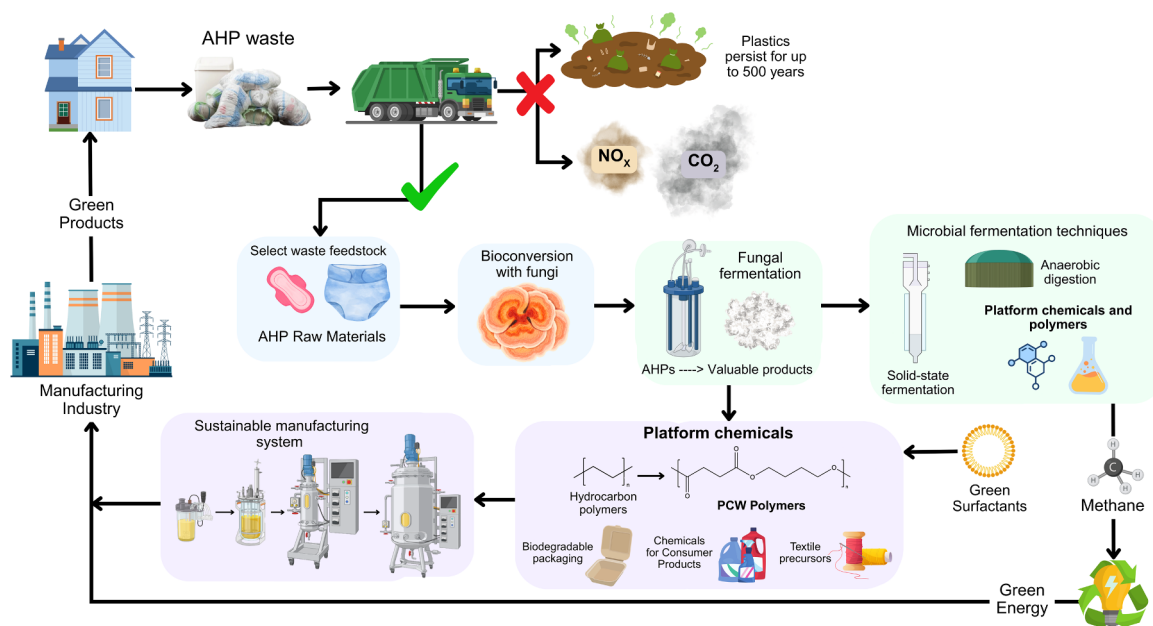 AHP waste
Plastics
persist for up
to 500 years
NOx
CO2
Green
Products
Select waste feedstock
AHP Raw Materials
Bioconversion
with fungi
Fungal
fermentation
AHPs ----> Valuable products
Microbial fermentation techniques
Anaerobic
digestion
Platform chemicals and
polymers
Solid-state
fermentation
Manufacturing
Industry
Sustainable manufacturing
system
Platform chemicals
n
Hydrocarbon
polymers
O
O
O
O
n
PCW Polymers
Biodegradable
packaging
Chemicals
for Consumer
Products
Textile
precursors
Green
Surfactants
H
C
H
H
H
Methane
Green
Energy